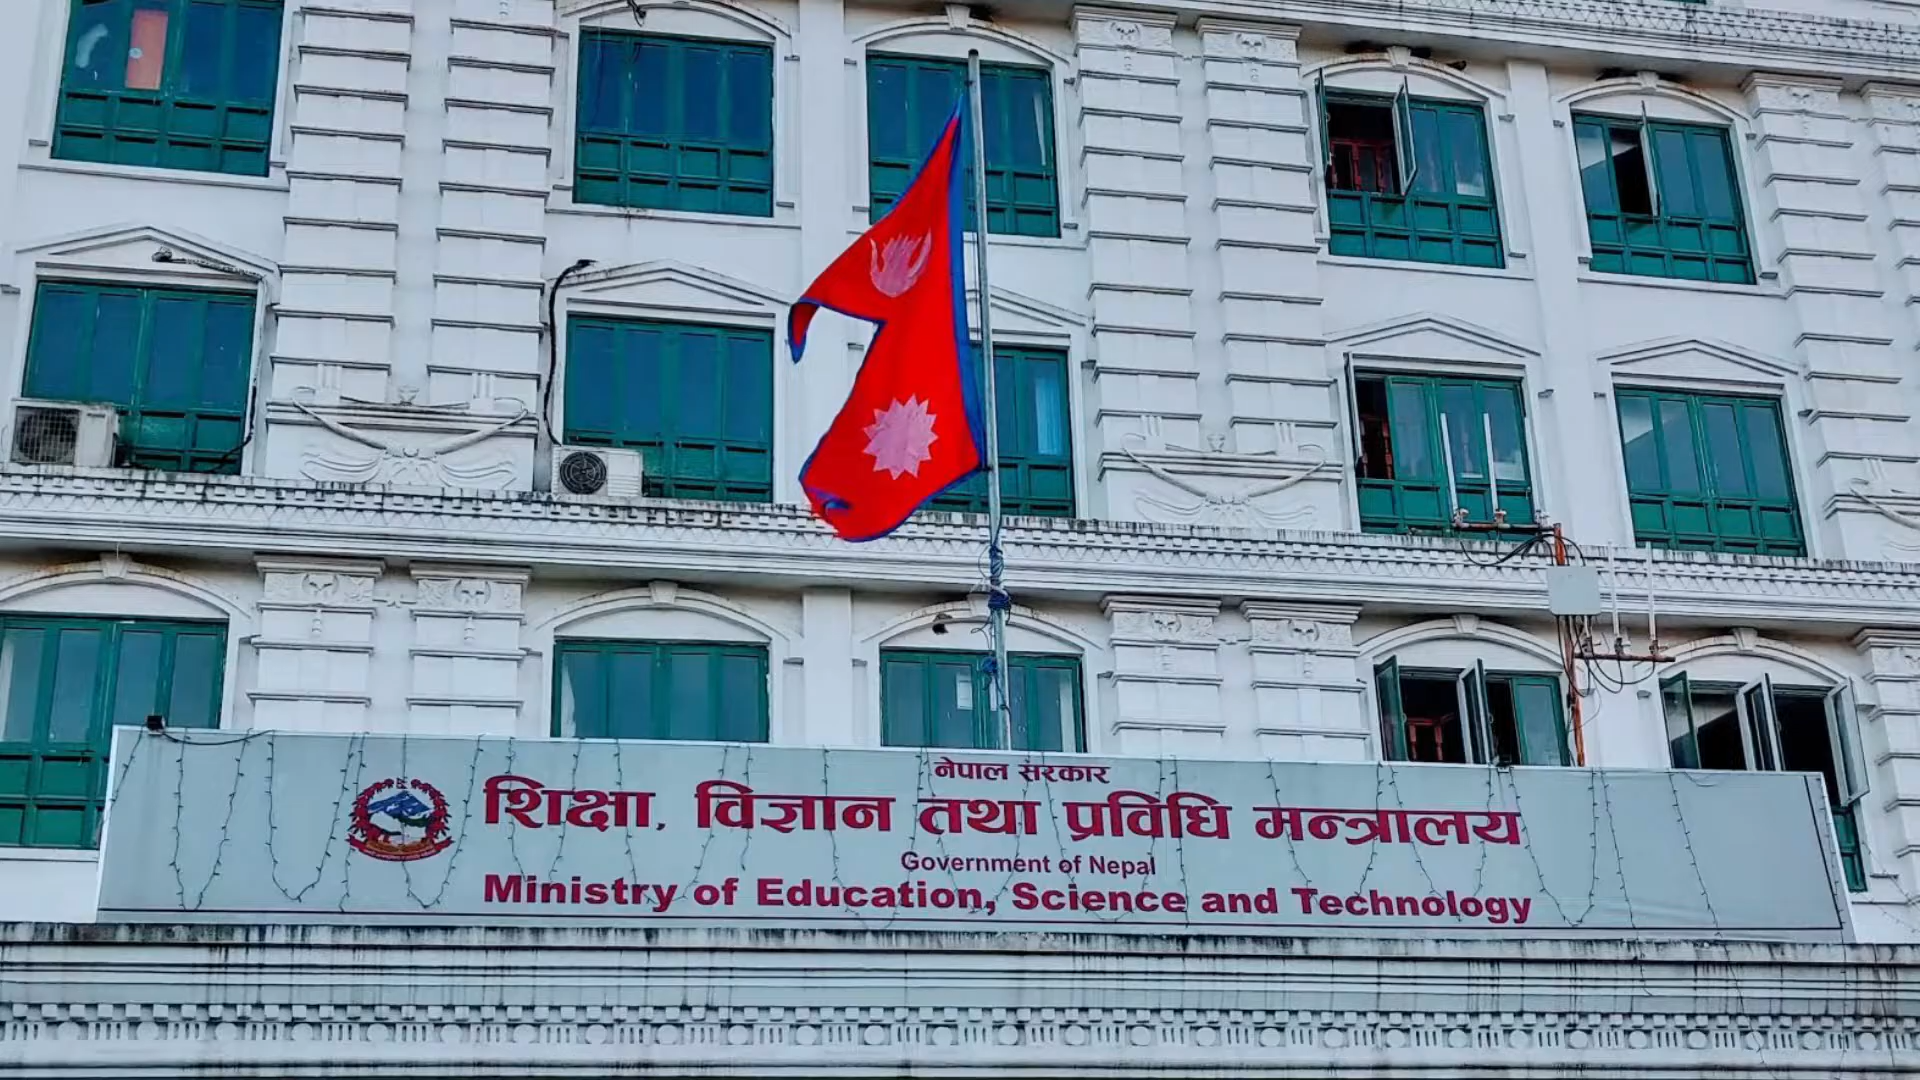 नेपाल सरकार
शिक्षा, विज्ञान तथा प्रविधि मन्त्रालय
Government of Nepal
Ministry of Education, Science and Technology